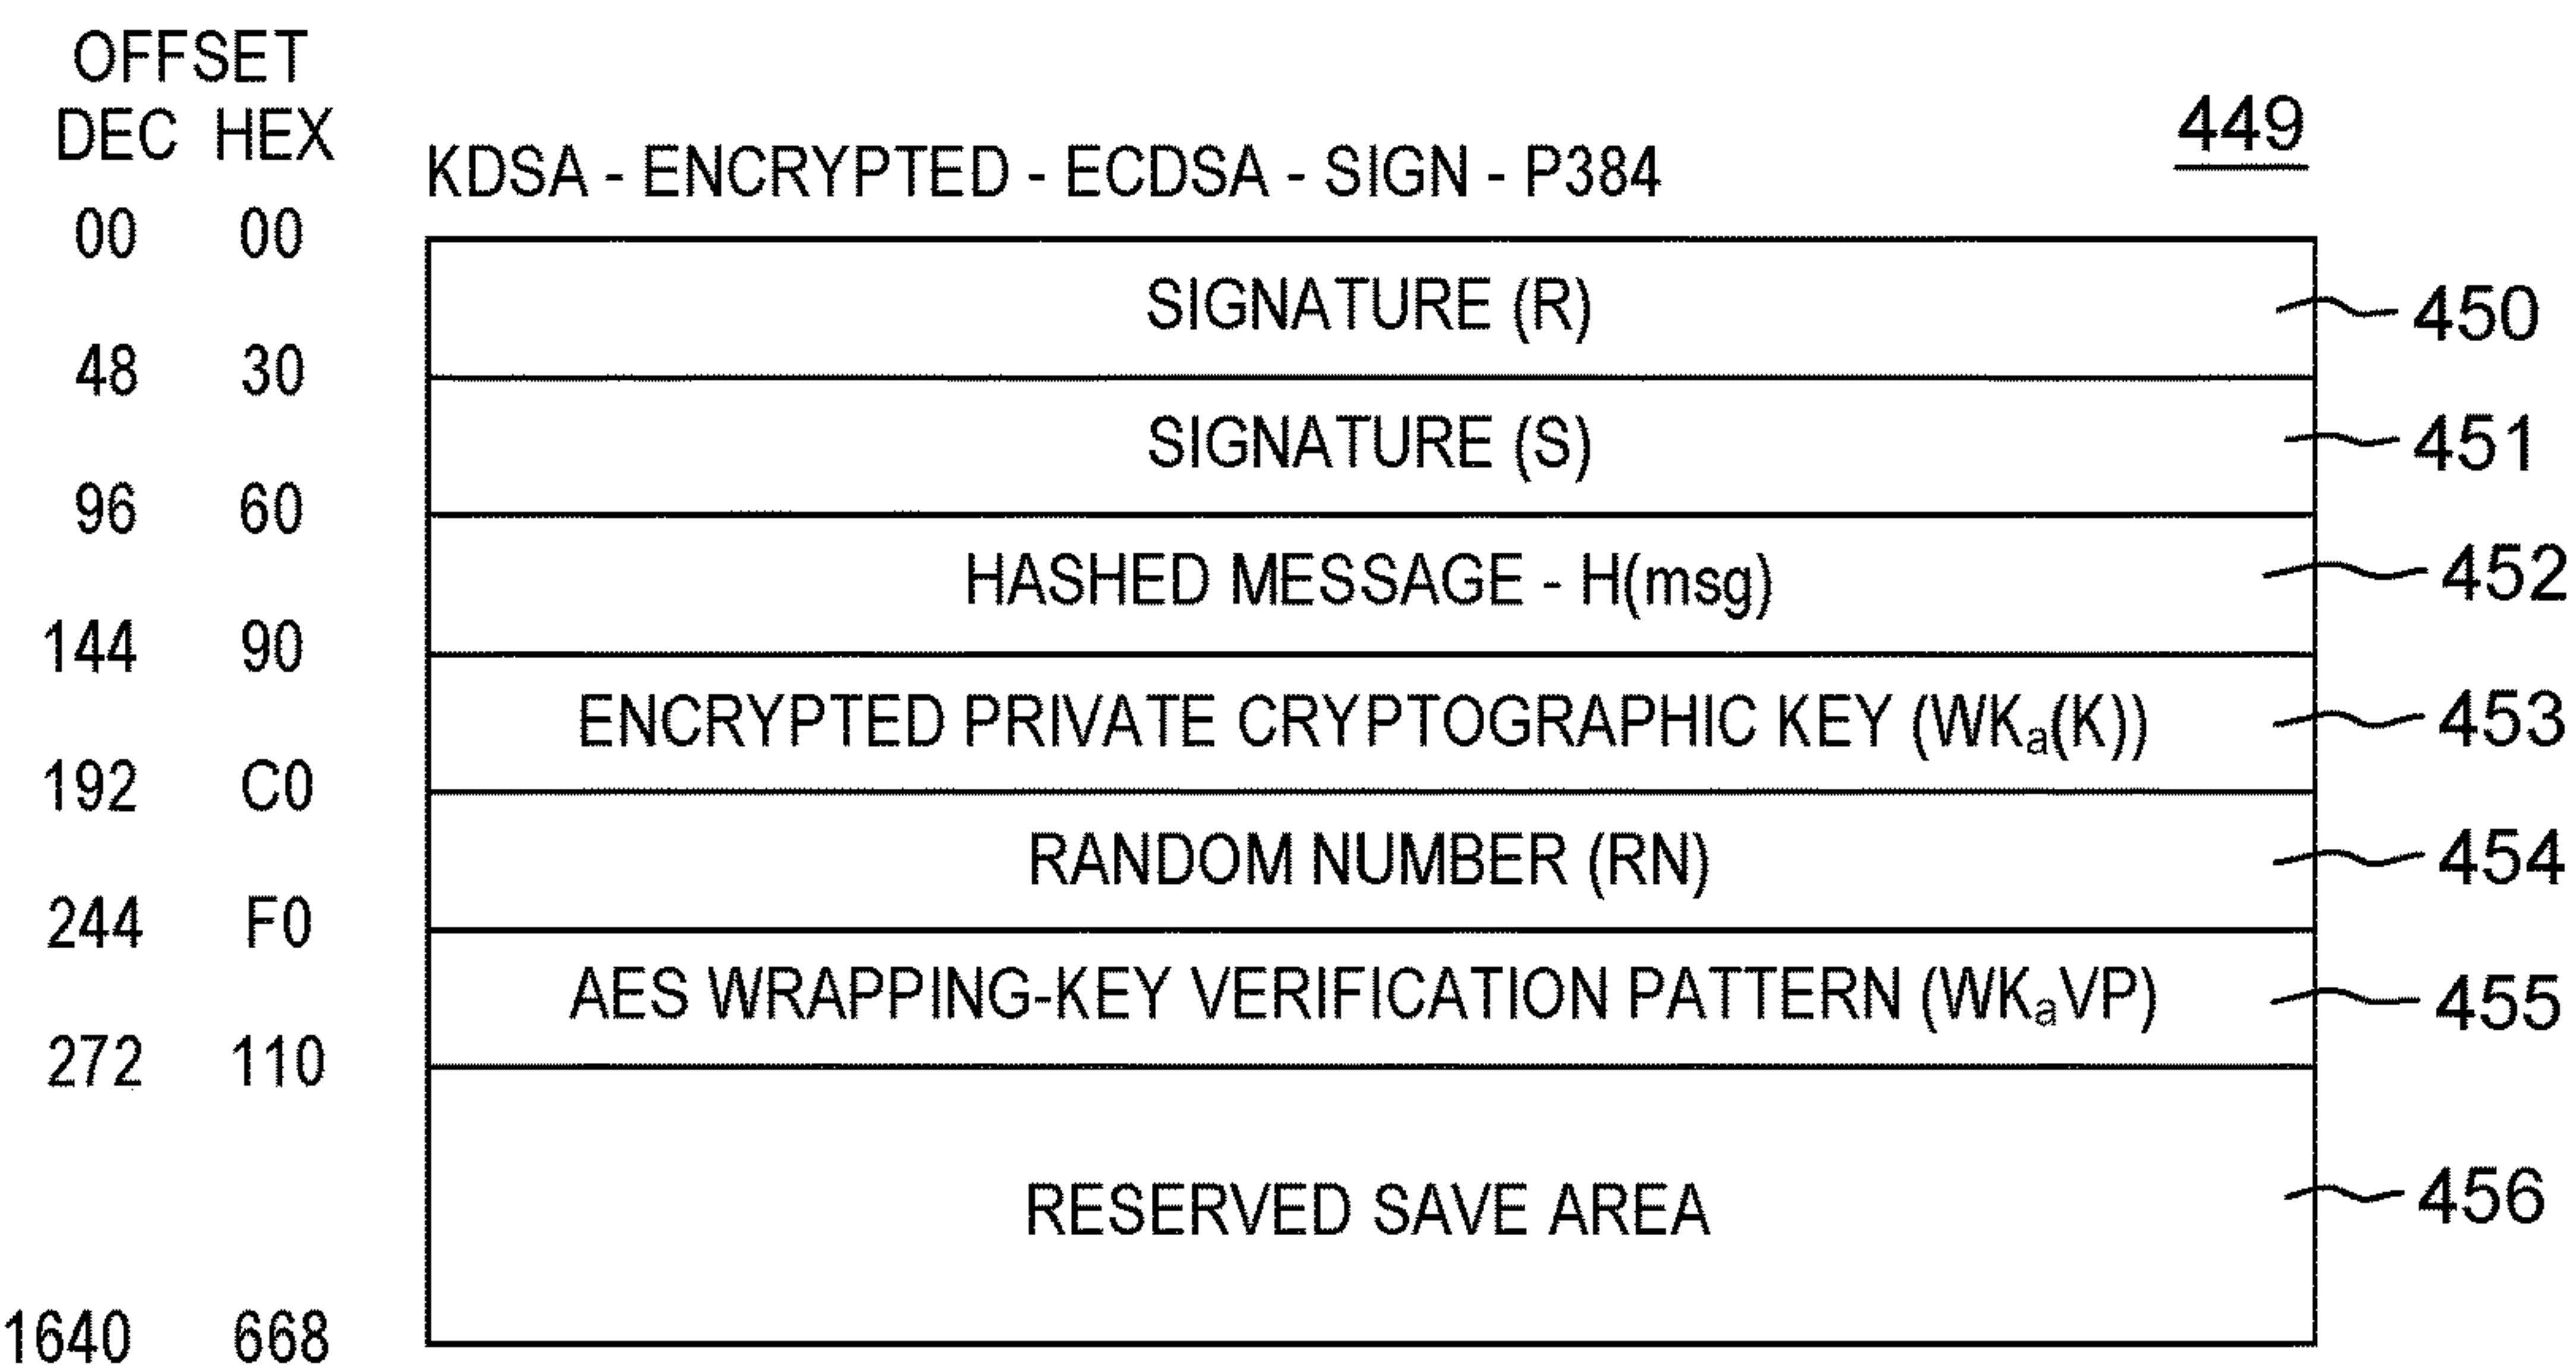 OFFSET
DEC HEX
KDSA - ENCRYPTED - ECDSA - SIGN - P384
449
00 00
SIGNATURE (R)
450
48 30
SIGNATURE (S)
451
96 60
HASHED MESSAGE - H(msg)
452
144 90
ENCRYPTED PRIVATE CRYPTOGRAPHIC KEY (WKa(K))
453
192 C0
RANDOM NUMBER (RN)
454
244 F0
AES WRAPPING-KEY VERIFICATION PATTERN (WKaVP)
455
272 110
RESERVED SAVE AREA
456
1640 668